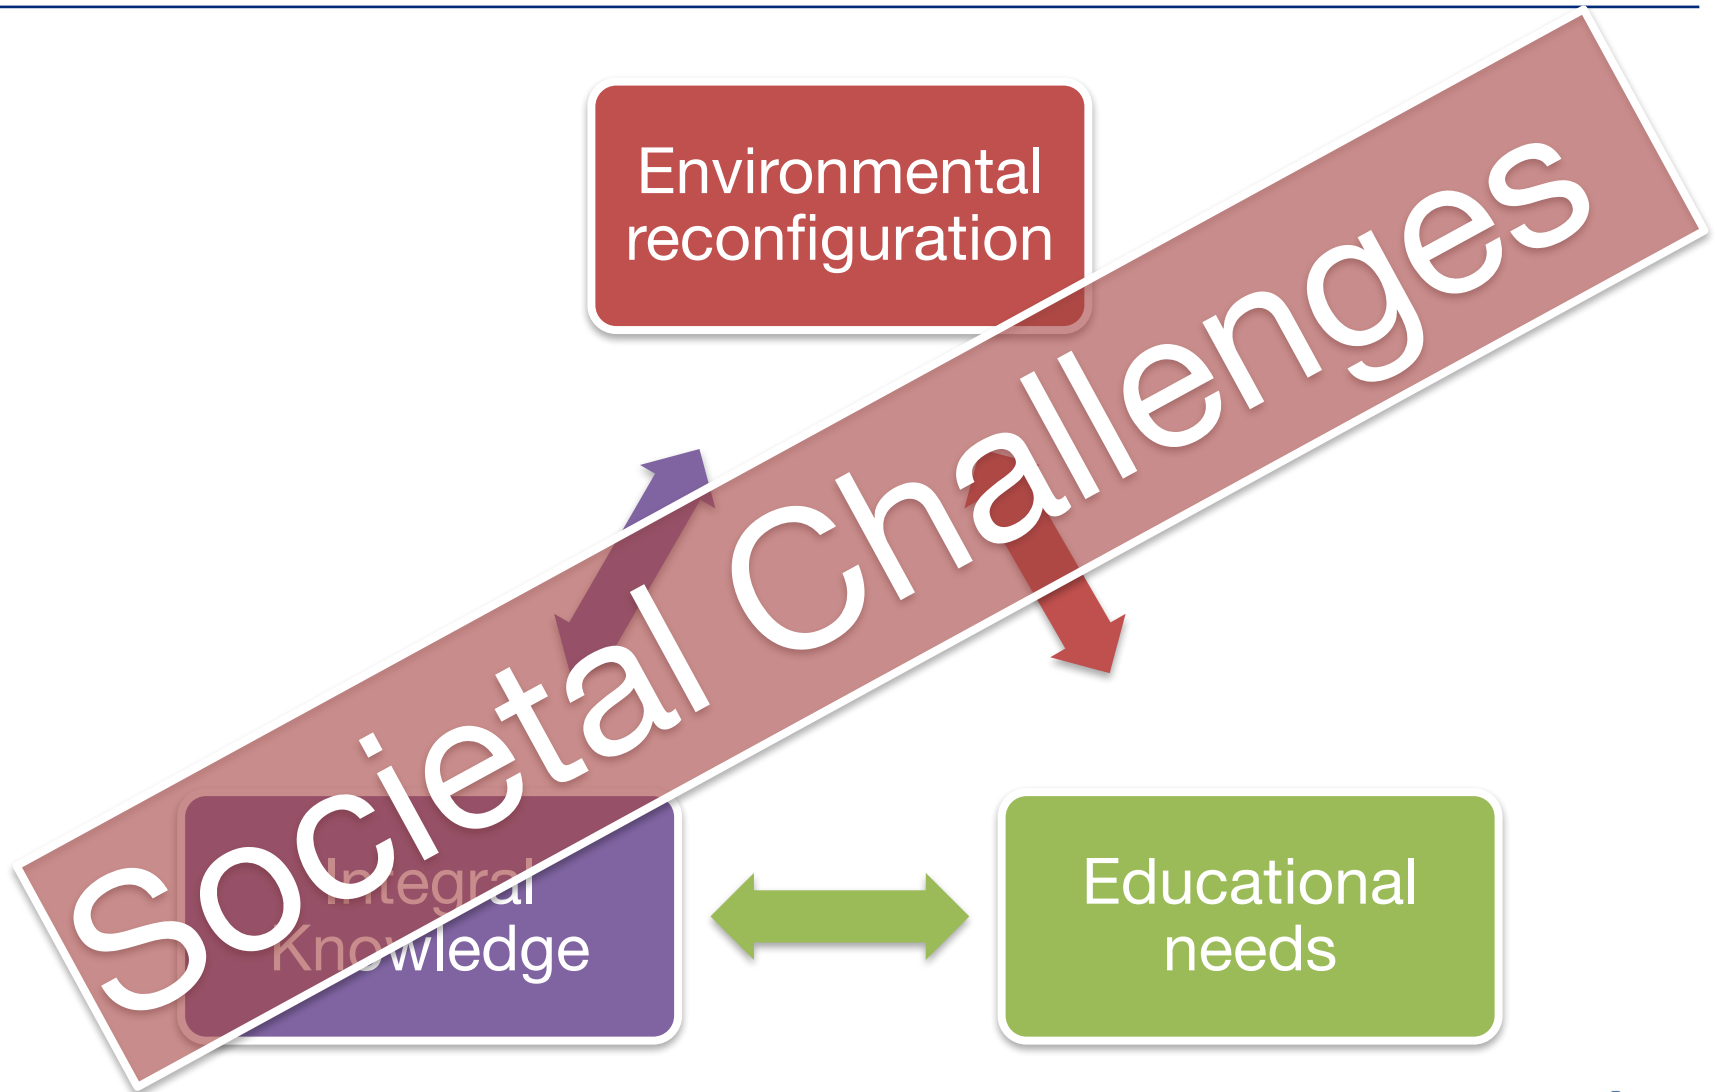 Environmental
reconfiguration
Societal Challenges
Integral
Knowledge
Educational
needs